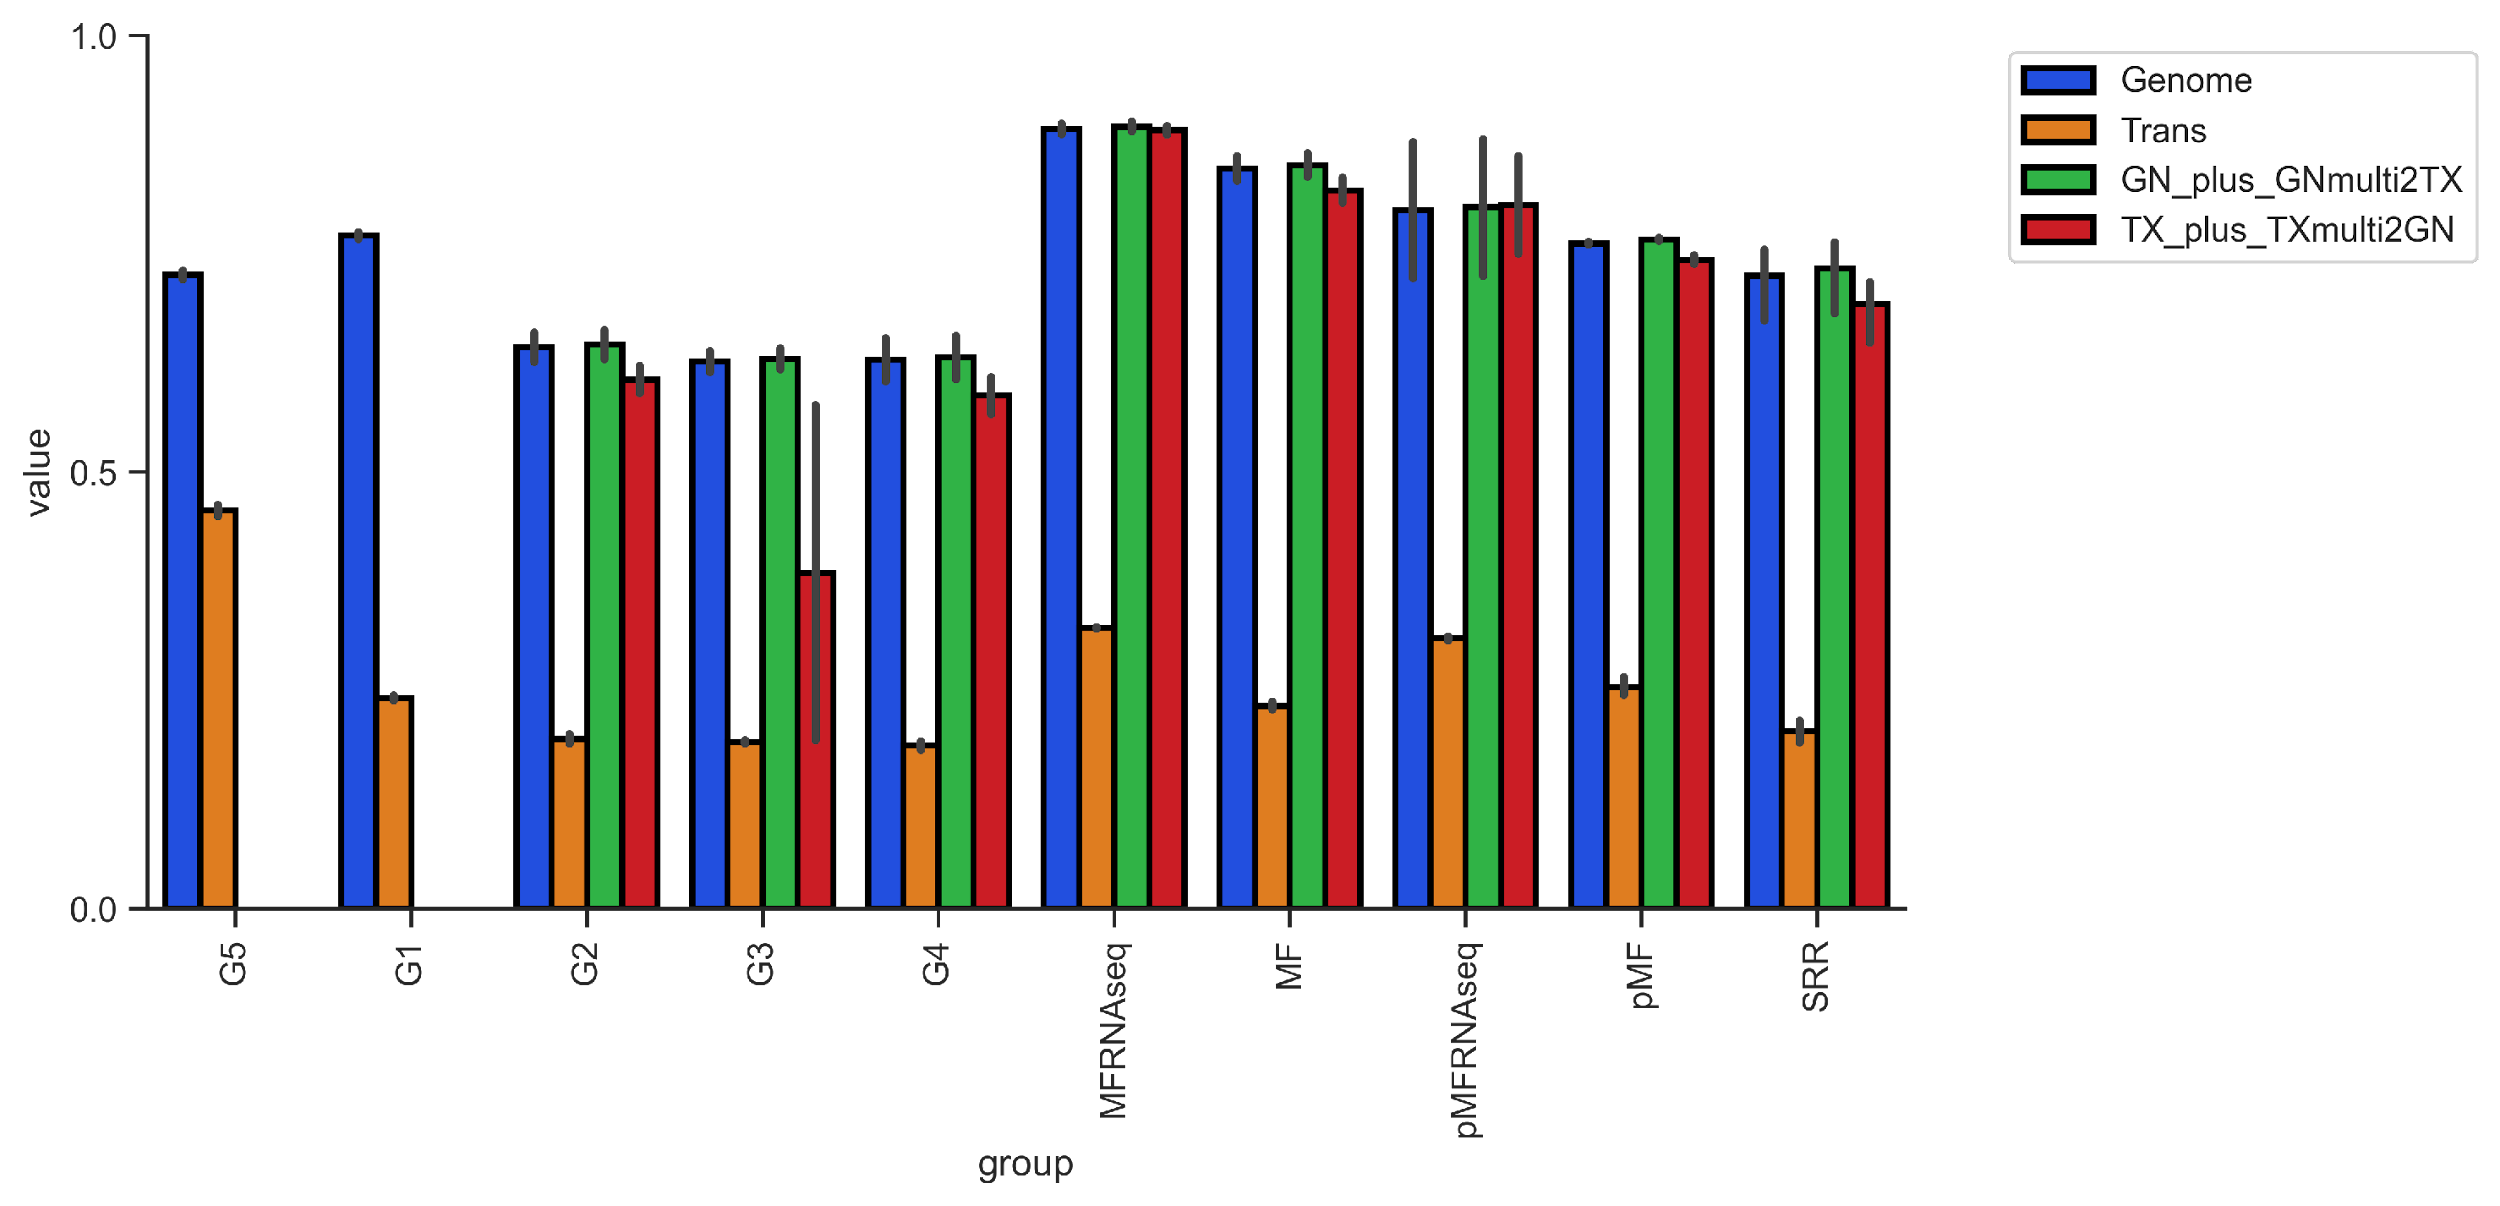 1.0
0.5
0.0
value
G5
G1
G2
G3
G4
MFRNAseq
MF
pMFRNAseq
pMF
SRR
group
Genome
Trans
GN_plus_GNmulti2TX
TX_plus_TXmulti2GN